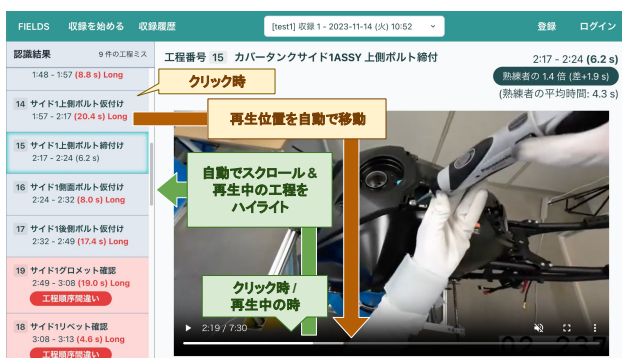 FIELDS 収録を始める 収録履歴 [test1] 収録 1 - 2023-11-14 (火) 10:52 登録 ログイン
認識結果 9 件の工程ミス
1:48 - 1:57 (8.8 s) Long
14 サイド1上側ボルト仮付け
1:57 - 2:17 (20.4 s) Long
15 サイド1上側ボルト締付け
2:17 - 2:24 (6.2 s)
16 サイド1側面ボルト仮付け
2:24 - 2:32 (8.0 s) Long
17 サイド1後側ボルト仮付け
2:32 - 2:49 (17.4 s) Long
19 サイド1グロメット確認
2:49 - 3:08 (19.0 s) Long
工程順序間違い
18 サイド1リベット確認
3:08 - 3:13 (4.6 s) Long
工程順序間違い
工程番号 15 カバータンクサイド1ASSY 上側ボルト締付
2:17 - 2:24 (6.2 s)
熟練者の 1.4 倍 (差+1.9 s)
(熟練者の平均時間: 4.3 s)
クリック時
再生位置を自動で移動
自動でスクロール &
再生中の工程を
ハイライト
クリック時 /
再生中の時
2:19 / 7:30